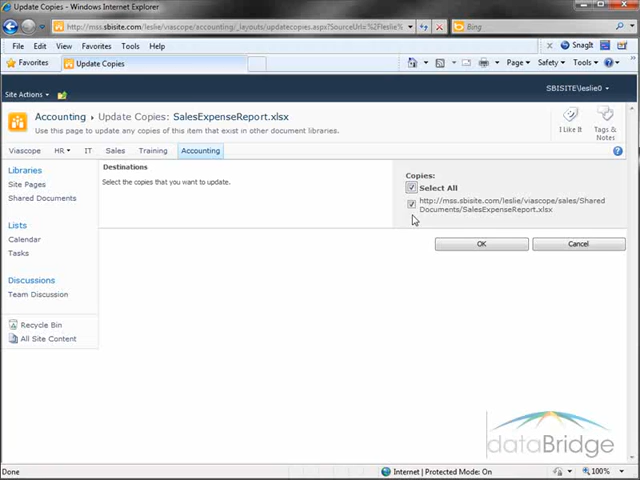 Update Copies - Windows Internet Explorer
http://mss.sbisite.com/leslie/viascope/accounting/_layouts/updatecopies.aspx?SourceUrl=%2Fleslie
Bing
File Edit View Favorites Tools Help
SnagIt
Favorites
Update Copies
Page Safety Tools
Site Actions
SBISITE\leslie0
Accounting › Update Copies: SalesExpenseReport.xlsx
Use this page to update any copies of this item that exist in other document libraries.
I Like It
Tags & Notes
Viascope HR IT Sales Training Accounting
Libraries
Site Pages
Shared Documents
Lists
Calendar
Tasks
Discussions
Team Discussion
Recycle Bin
All Site Content
Destinations
Select the copies that you want to update.
Copies:
Select All
http://mss.sbisite.com/leslie/viascope/sales/Shared
Documents/SalesExpenseReport.xlsx
OK Cancel
dataBridge
Done
Internet | Protected Mode: On
100%